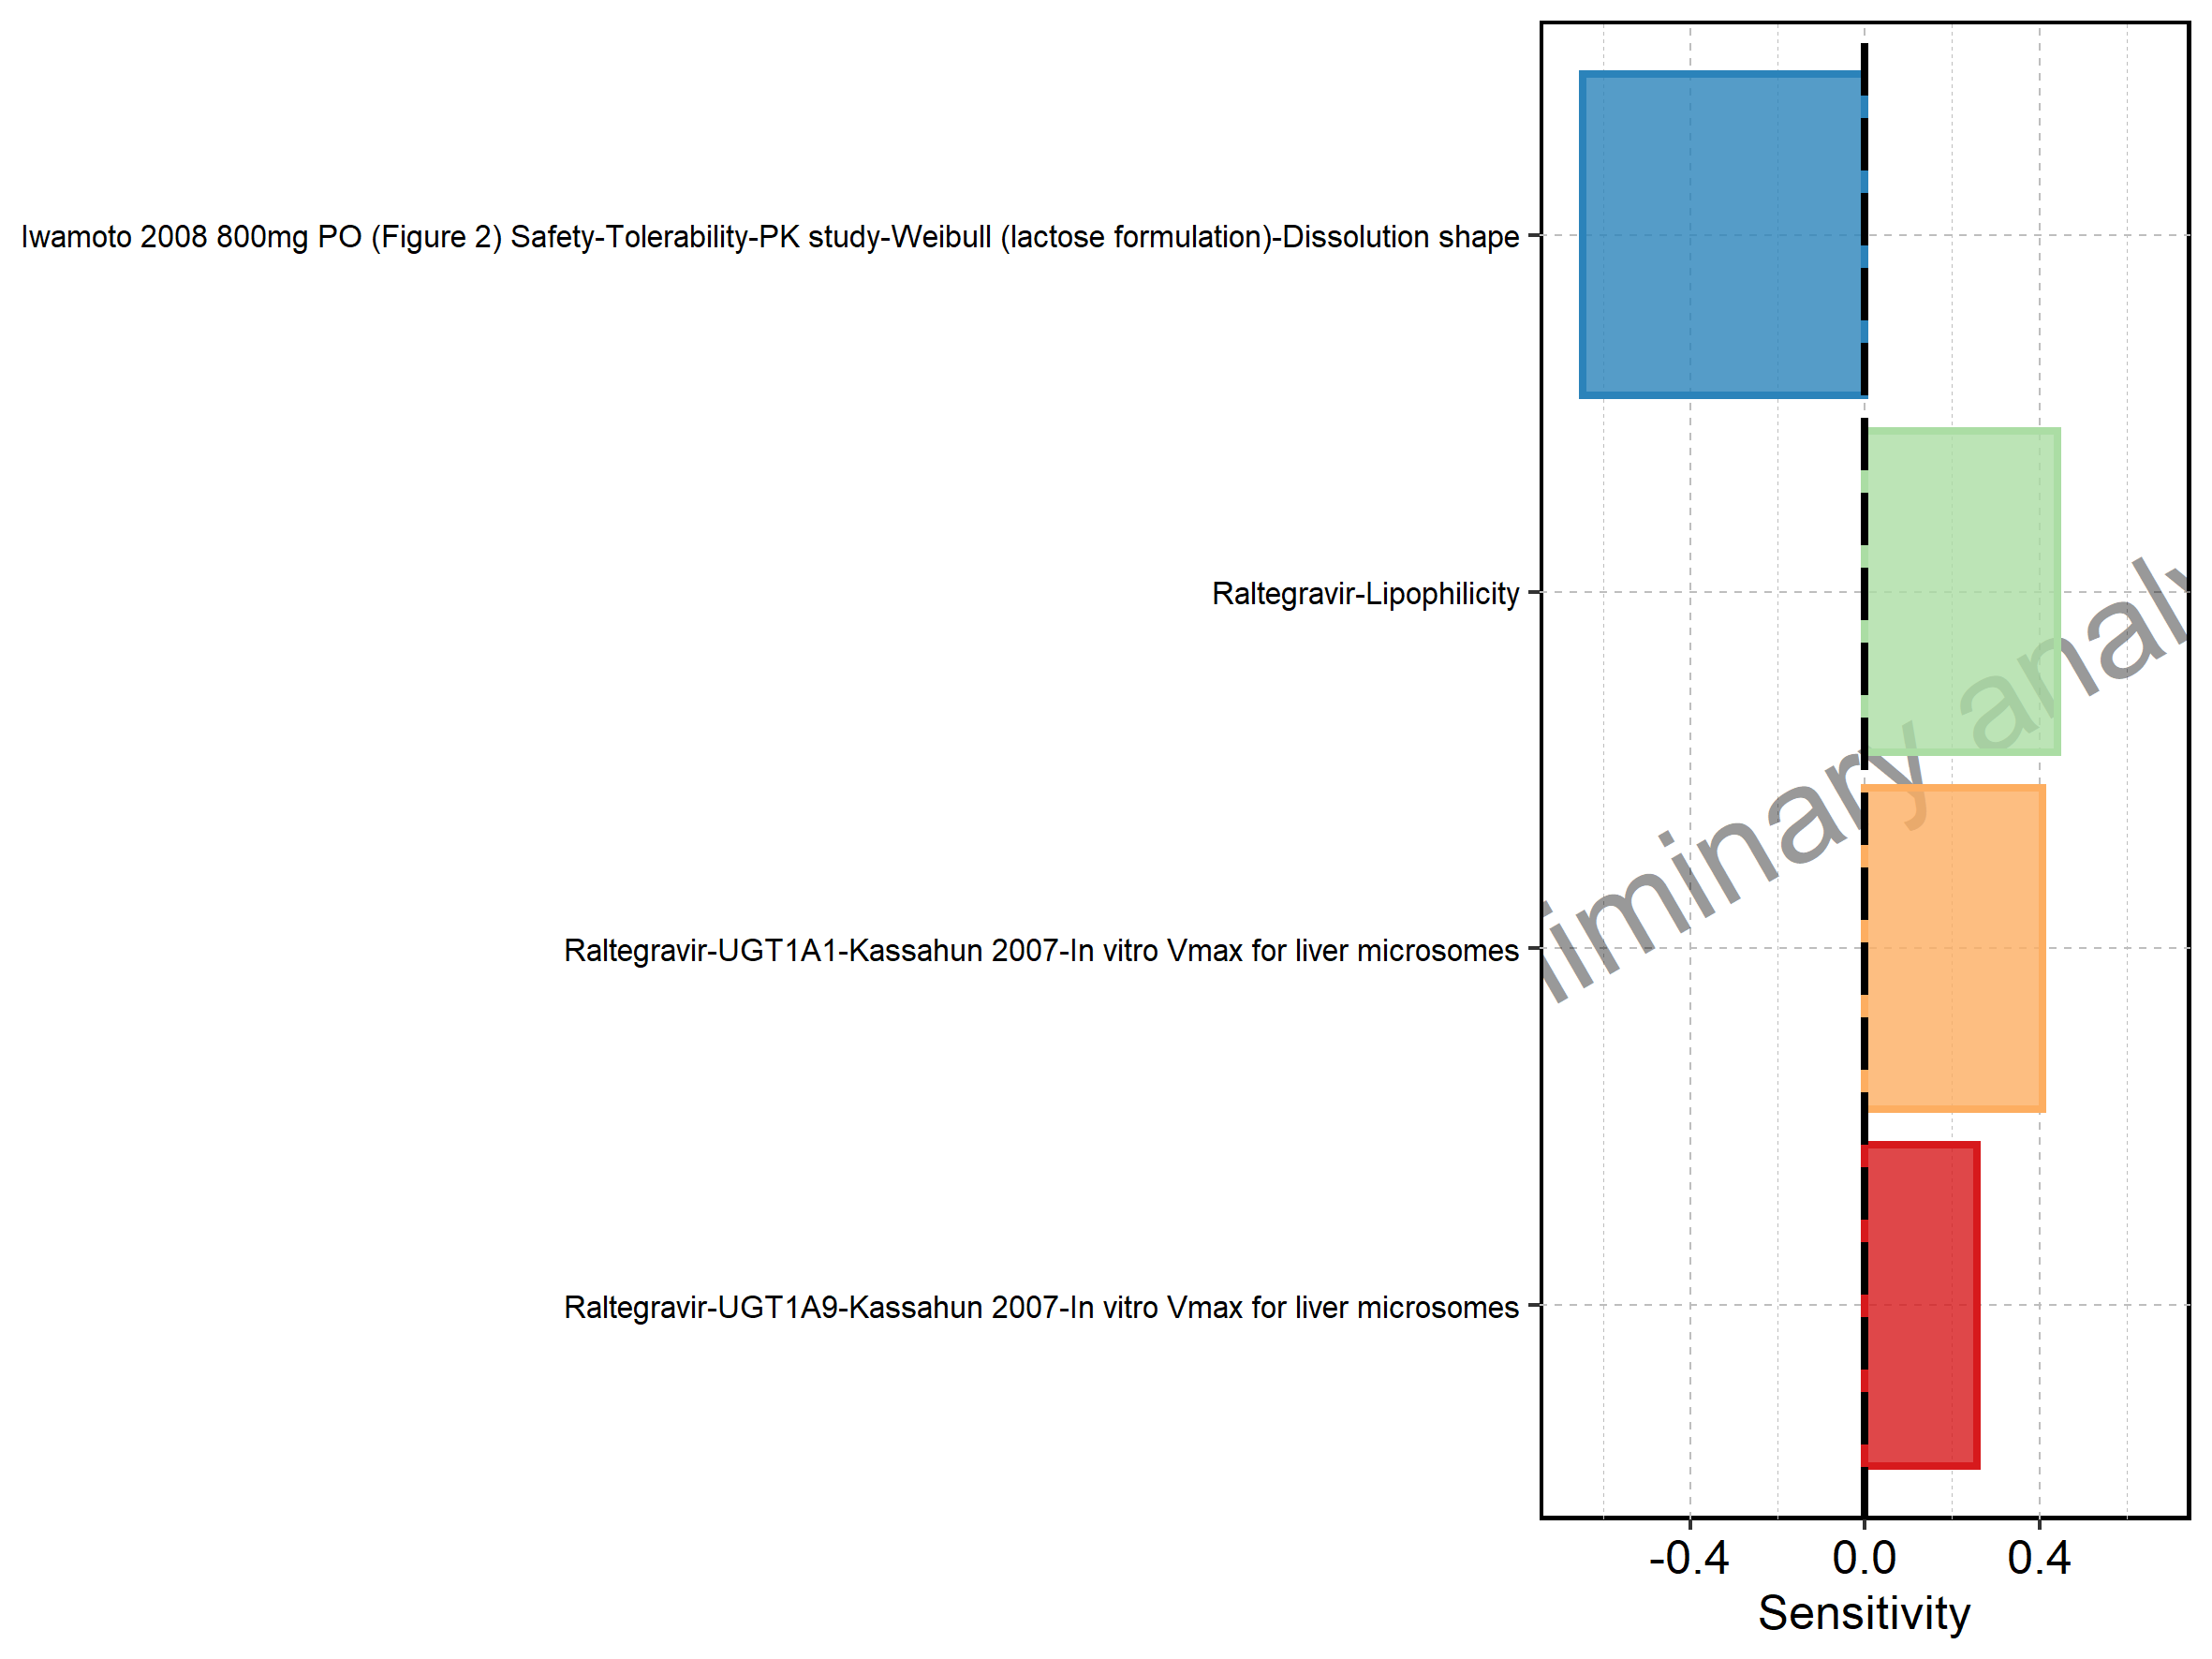 Iwamoto 2008 800mg PO (Figure 2) Safety-Tolerability-PK study-Weibull (lactose formulation)-Dissolution shape
Raltegravir-Lipophilicity
Raltegravir-UGT1A1-Kassahun 2007-In vitro Vmax for liver microsomes
Raltegravir-UGT1A9-Kassahun 2007-In vitro Vmax for liver microsomes
-0.4 0.0 0.4
Sensitivity